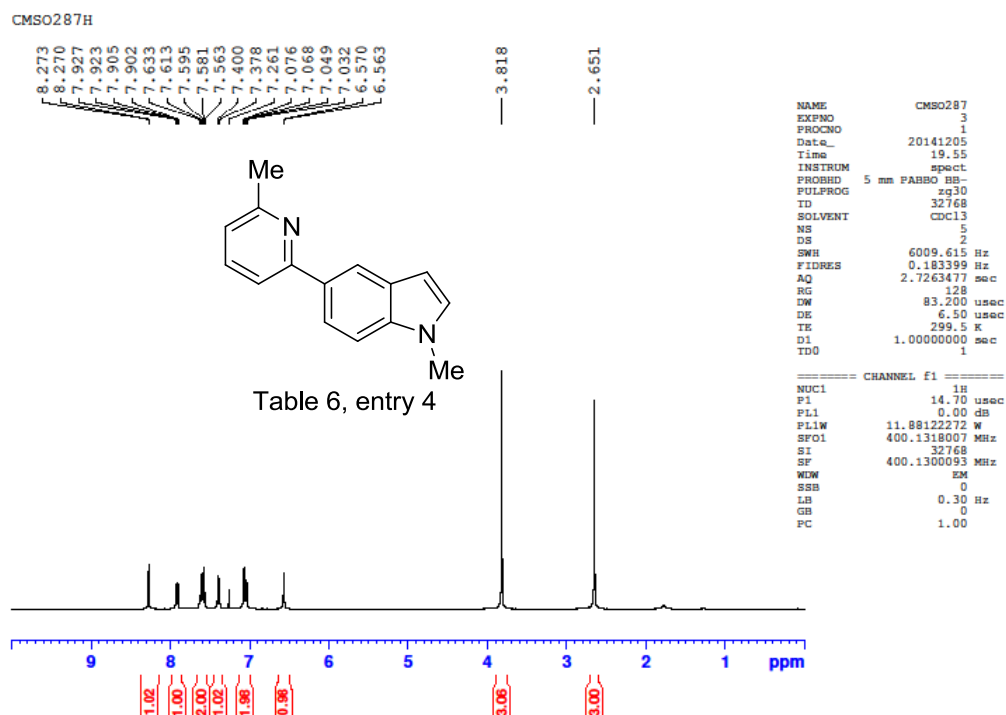 CMSO287H
8.273
8.270
7.927
7.923
7.905
7.902
7.633
7.613
7.595
7.581
7.563
7.400
7.378
7.261
7.076
7.068
7.049
7.032
6.570
6.563
3.818
2.651
NAME CMSO287
EXPNO 3
PROCNO 1
Date_ 20141205
Time 19.55
INSTRUM spect
PROBHD 5 mm PABBO BB-
PULPROG zg30
TD 32768
SOLVENT CDCl3
NS 5
DS 2
SWH 6009.615 Hz
FIDRES 0.183399 Hz
AQ 2.7263477 sec
RG 128
DW 83.200 usec
DE 6.50 usec
TE 299.5 K
D1 1.00000000 sec
TD0 1
======== CHANNEL f1 ========
NUC1 1H
P1 14.70 usec
PL1 0.00 dB
PL1W 11.88122272 W
SFO1 400.1318007 MHz
SI 32768
SF 400.1300093 MHz
WDW EM
SSB 0
LB 0.30 Hz
GB 0
PC 1.00
Me
N
N
Me
Table 6, entry 4
9 8 7 6 5 4 3 2 1 ppm
1.02
1.00
2.00
1.02
1.98
0.98
3.06
3.00